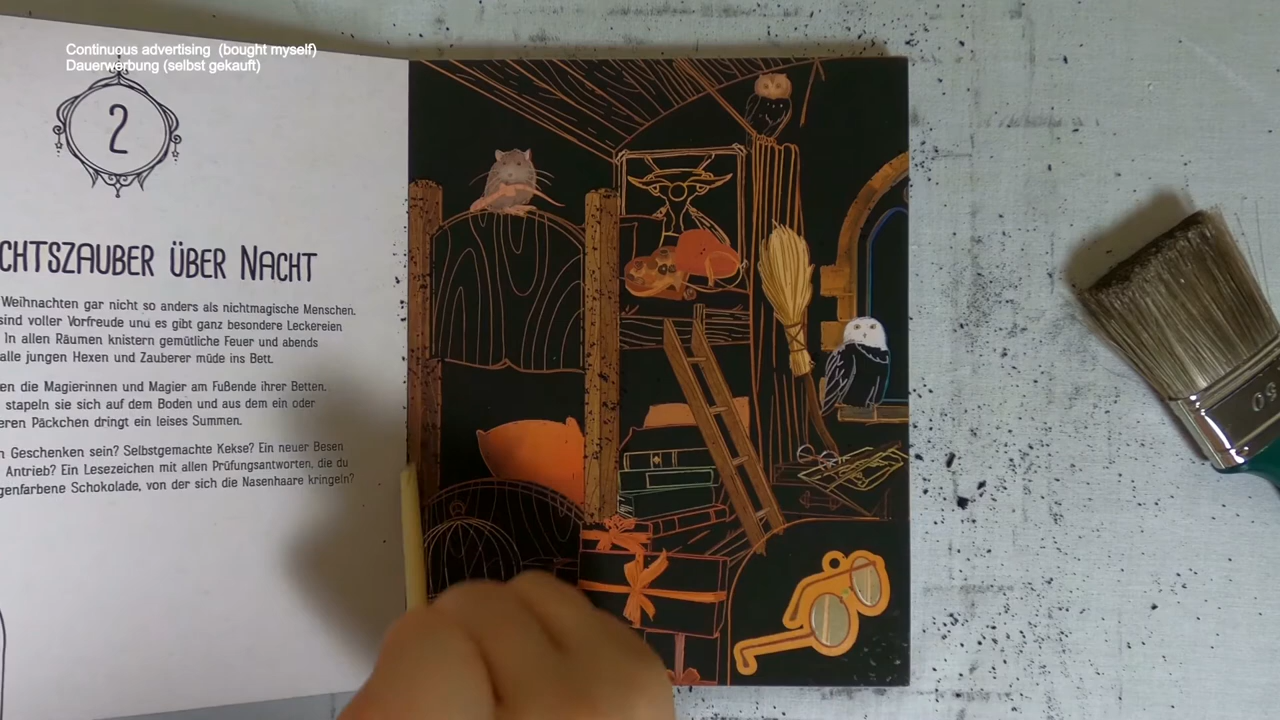 Continuous advertising (bought myself)
Dauerwerbung (selbst gekauft)
2
CHTSZAUBER ÜBER NACHT
Weihnachten gar nicht so anders als nichtmagische Menschen.
sind voller Vorfreude und es gibt ganz besondere Leckereien
In allen Räumen knistern gemütliche Feuer und abends
alle jungen Hexen und Zauberer müde ins Bett.
en die Magierinnen und Magier am Fußende ihrer Betten.
stapeln sie sich auf dem Boden und aus dem ein oder
eren Päckchen dringt ein leises Summen.
n Geschenken sein? Selbstgemachte Kekse? Ein neuer Besen
Antrieb? Ein Lesezeichen mit allen Prüfungsantworten, die du
genfarbene Schokolade, von der sich die Nasenhaare kringeln?
50